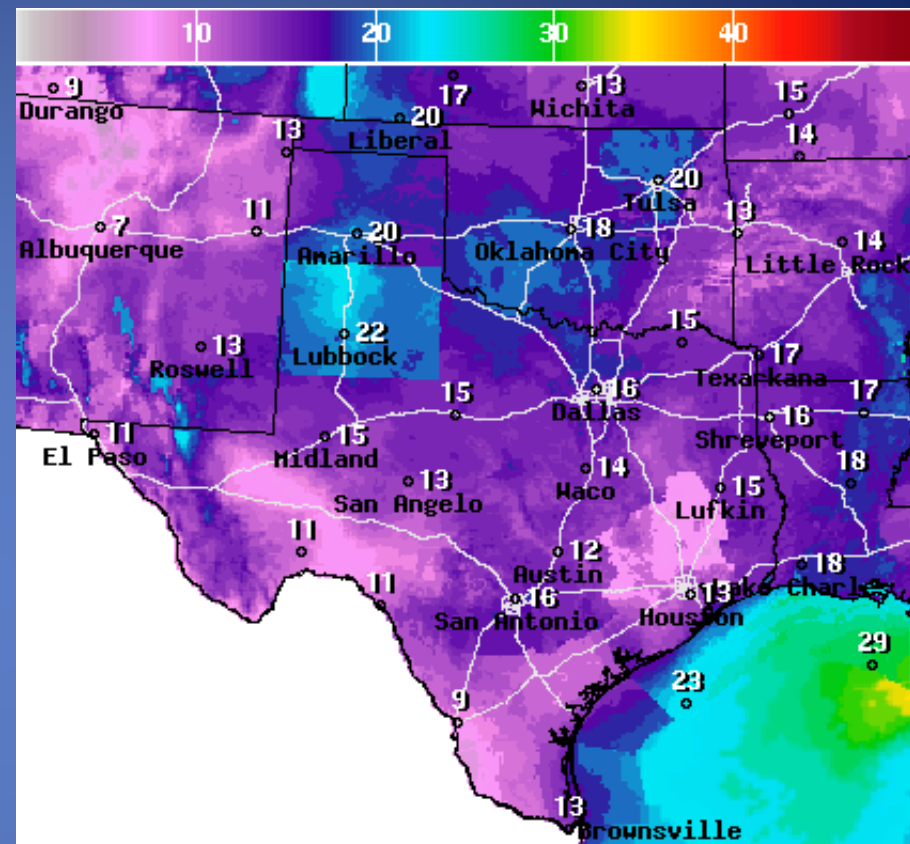 10 20 30 40
9
Durango
17
13
Wichita
15
20
Liberal
13
14
20
Tulsa
7
Albuquerque
11
20
Amarillo
18
Oklahoma City
13
14
Little Rock
13
Roswell
22
Lubbock
15
17
Texarkana
11
El Paso
15
Midland
15
16
Dallas
16
Shreveport
17
13
San Angelo
14
Waco
15
Lufkin
18
11
12
Austin
18
11
16
San Antonio
13
Houston
Lake Charles
9
23
29
13
Brownsville